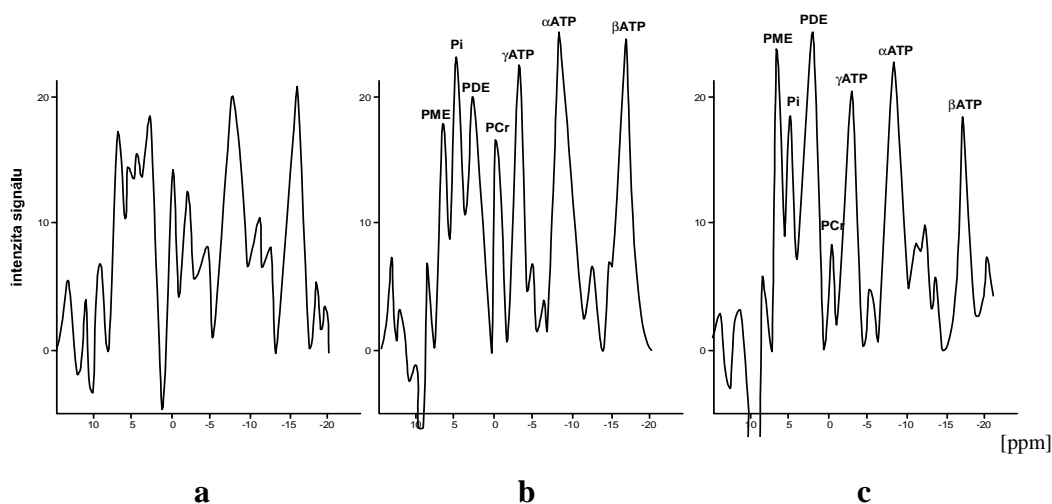 intenzita signálu
20
10
0
10 5 0 -5 -10 -15 -20
a
PME
Pi
PDE
PCr
γATP
αATP
βATP
20
10
0
10 5 0 -5 -10 -15 -20
b
PME
Pi
PDE
PCr
γATP
αATP
βATP
20
10
0
10 5 0 -5 -10 -15 -20
[ppm]
c